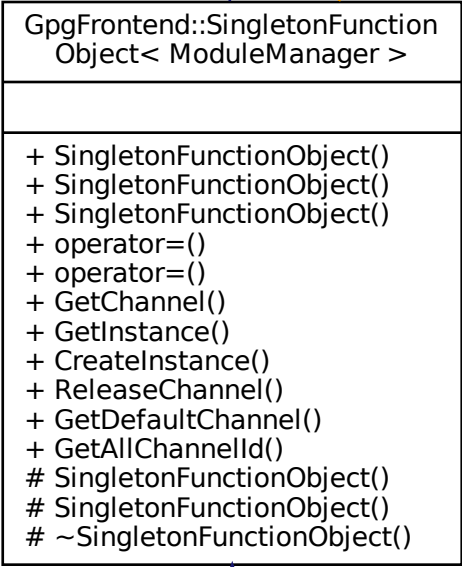 GpgFrontend::SingletonFunction
Object< ModuleManager >
+ SingletonFunctionObject()
+ SingletonFunctionObject()
+ SingletonFunctionObject()
+ operator=()
+ operator=()
+ GetChannel()
+ GetInstance()
+ CreateInstance()
+ ReleaseChannel()
+ GetDefaultChannel()
+ GetAllChannelId()
# SingletonFunctionObject()
# SingletonFunctionObject()
# ~SingletonFunctionObject()